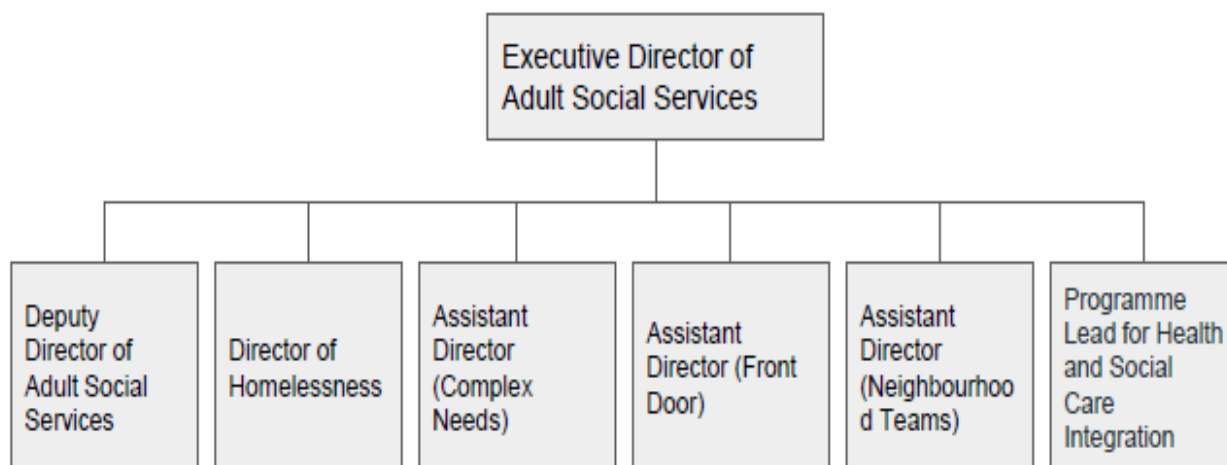 Executive Director of
Adult Social Services
Deputy
Director of
Adult Social
Services
Director of
Homelessness
Assistant
Director
(Complex
Needs)
Assistant
Director (Front
Door)
Assistant
Director
(Neighbourhoo
d Teams)
Programme
Lead for Health
and Social
Care
Integration